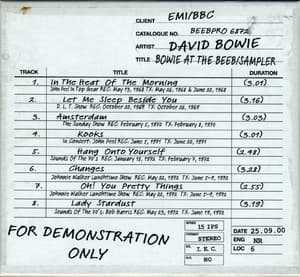 CLIENT EMI/BBC
CATALOGUE NO. BEEBPRO 6872
ARTIST DAVID BOWIE
TITLE BOWIE AT THE BEEB/SAMPLER
TRACK TITLE DURATION
1. In The Heat Of The Morning (3.01)
John Peel In Top Gear REC: May 13, 1968 TX: May 26, 1968 & June 30, 1968
2. Let Me Sleep Beside You (3.16)
D. L. T. Show REC: October 20, 1969 TX: October 26, 1969
3. Amsterdam (3.03)
The Sunday Show REC: February 5, 1970 TX: February 8, 1970
4. Kooks (3.01)
In Concert: John Peel REC: June 3, 1971 TX: June 20, 1971
5. Hang Onto Yourself (2.48)
Sounds Of The 70's REC: January 18, 1972 TX: February 7, 1972
6. Changes (3.28)
Johnnie Walker Lunchtime Show REC: May 22, 1972 TX: June 5-9, 1972
7. Oh! You Pretty Things (2.55)
Johnnie Walker Lunchtime Show REC: May 22, 1972 TX: June 5-9, 1972
8. Lady Stardust (3.19)
Sounds Of The 70's: Bob Harris REC: May 23, 1972 TX: June 19, 1972
FOR DEMONSTRATION
ONLY
15 IPS
STEREO
I. E. C.
NO
DATE 25.09.00
ENG NR
LOC 6